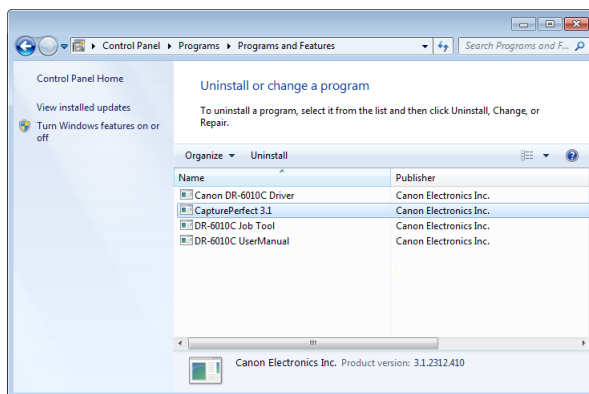 Control Panel Programs Programs and Features Search Programs and F...
Control Panel Home
View installed updates
Turn Windows features on or
off
Uninstall or change a program
To uninstall a program, select it from the list and then click Uninstall, Change, or
Repair.
Organize Uninstall
Name Publisher
Canon DR-6010C Driver Canon Electronics Inc.
CapturePerfect 3.1 Canon Electronics Inc.
DR-6010C Job Tool Canon Electronics Inc.
DR-6010C UserManual Canon Electronics Inc.
Canon Electronics Inc. Product version: 3.1.2312.410